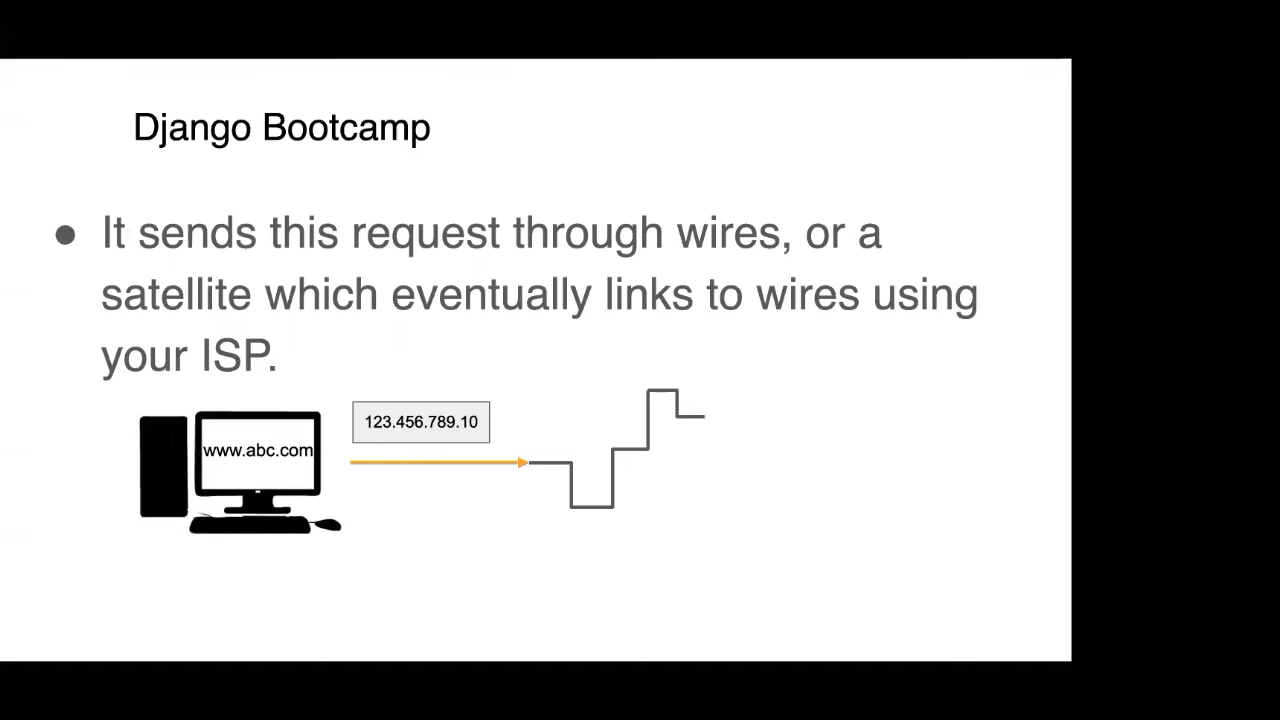 Django Bootcamp
● It sends this request through wires, or a
satellite which eventually links to wires using
your ISP.
123.456.789.10
www.abc.com